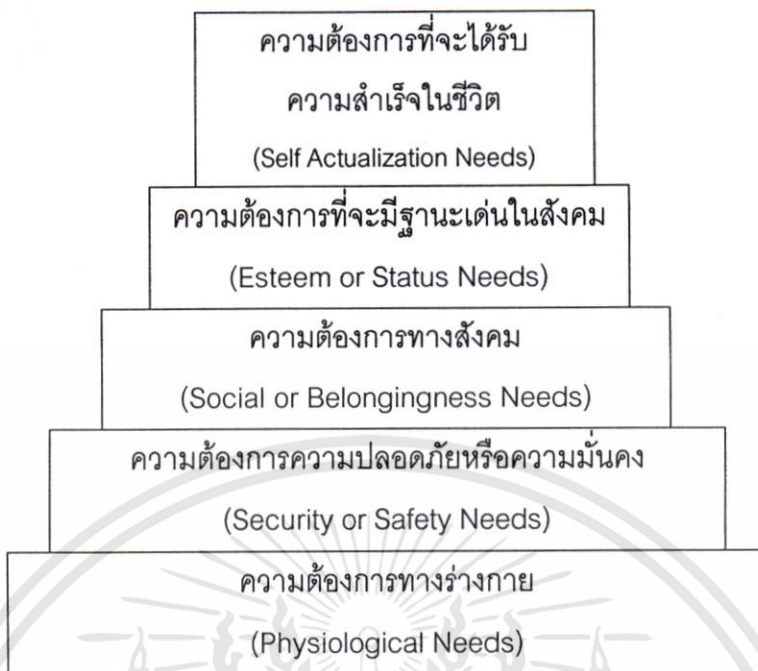 ความต้องการที่จะได้รับ
ความสำเร็จในชีวิต
(Self Actualization Needs)
ความต้องการที่จะมีฐานะเด่นในสังคม
(Esteem or Status Needs)
ความต้องการทางสังคม
(Social or Belongingness Needs)
ความต้องการความปลอดภัยหรือความมั่นคง
(Security or Safety Needs)
ความต้องการทางร่างกาย
(Physiological Needs)